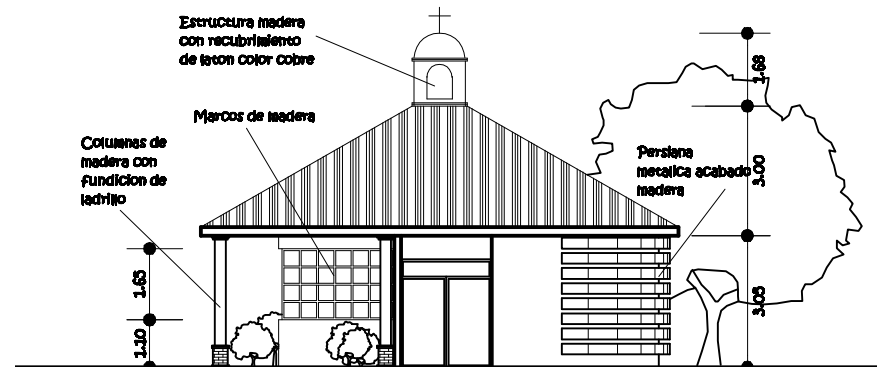 Estructura madera
con recubrimiento
de laton color cobre
Marcos de madera
Columnas de
madera con
fundicion de
ladrillo
Persiana
metalica acabado
madera
1.68
3.00
3.05
1.65
1.10